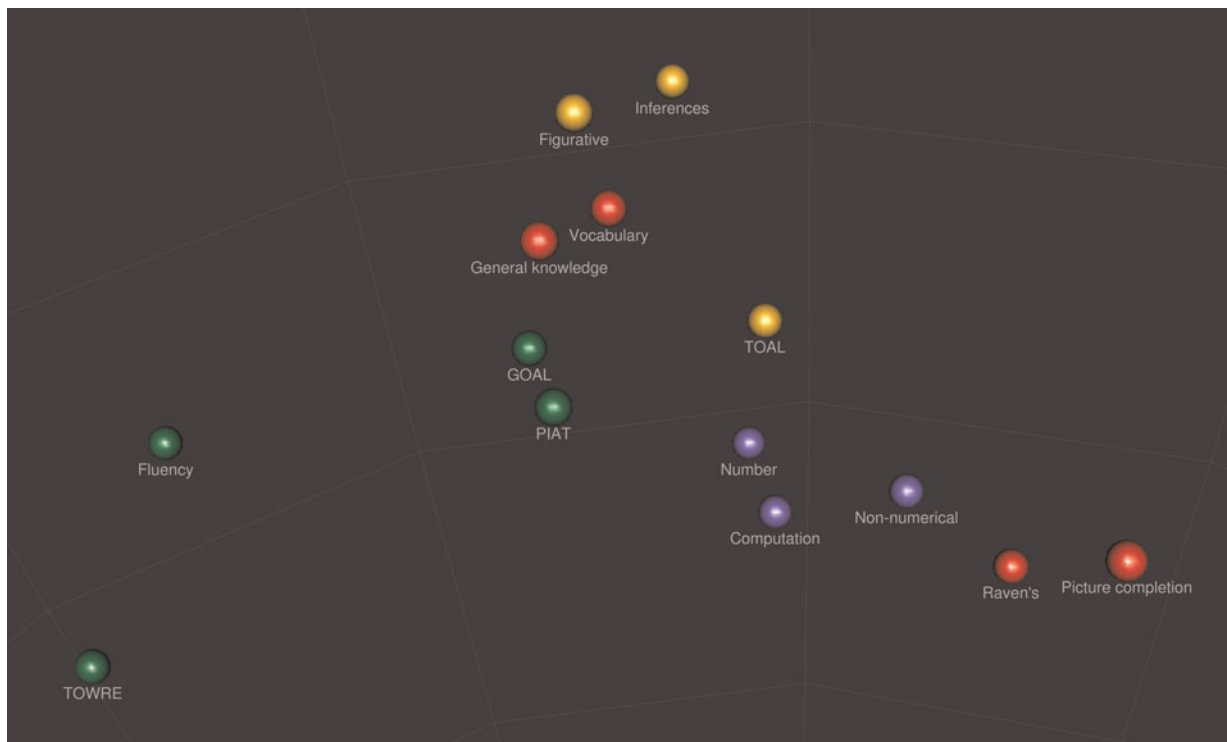 Inferences
Figurative
Vocabulary
General knowledge
TOAL
GOAL
PIAT
Fluency
Number
Non-numerical
Computation
Raven's
Picture completion
TOWRE